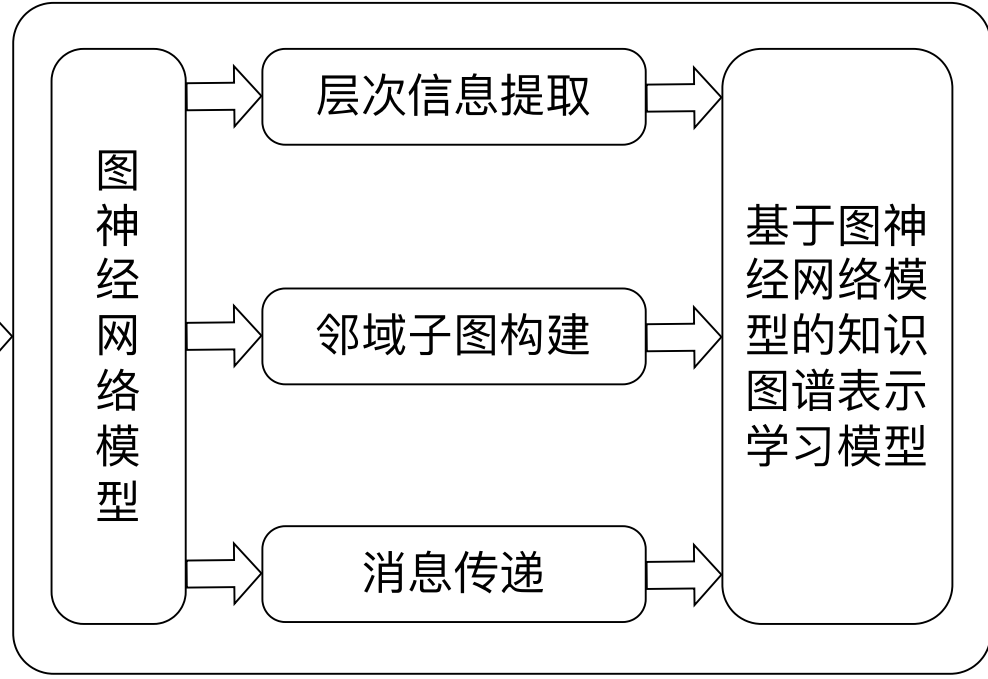 图
神
经
网
络
模
型
层次信息提取
邻域子图构建
消息传递
基于图神
经网络模
型的知识
图谱表示
学习模型